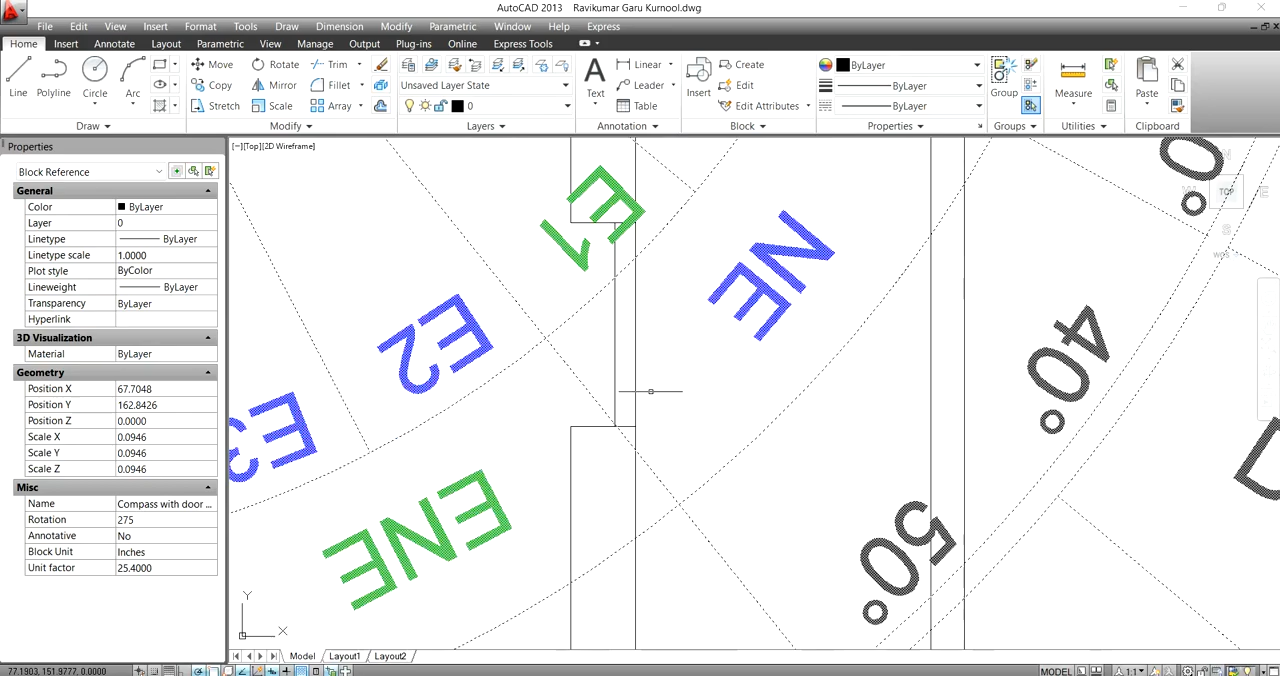 AutoCAD 2013 Ravikumar Garu Kurnool.dwg
File Edit View Insert Format Tools Draw Dimension Modify Parametric Window Help Express
Home Insert Annotate Layout Parametric View Manage Output Plug-ins Online Express Tools
Line Polyline Circle Arc
Move Rotate Trim
Copy Mirror Fillet
Stretch Scale Array
Unsaved Layer State
0
Text
Linear
Leader
Table
Insert
Create
Edit
Edit Attributes
ByLayer
ByLayer
ByLayer
Group
Measure
Paste
Draw Modify Layers Annotation Block Properties Groups Utilities Clipboard
Properties
Block Reference
General
Color ByLayer
Layer 0
Linetype ByLayer
Linetype scale 1.0000
Plot style ByColor
Lineweight ByLayer
Transparency ByLayer
Hyperlink
3D Visualization
Material ByLayer
Geometry
Position X 67.7048
Position Y 162.8426
Position Z 0.0000
Scale X 0.0946
Scale Y 0.0946
Scale Z 0.0946
Misc
Name Compass with door ...
Rotation 275
Annotative No
Block Unit Inches
Unit factor 25.4000
[−][Top][2D Wireframe]
E1
NE
E2
E3
ENE
40°
50°
TOP
E
S
Y
X
Model Layout1 Layout2
77.1903, 151.9777, 0.0000
MODEL
1:1